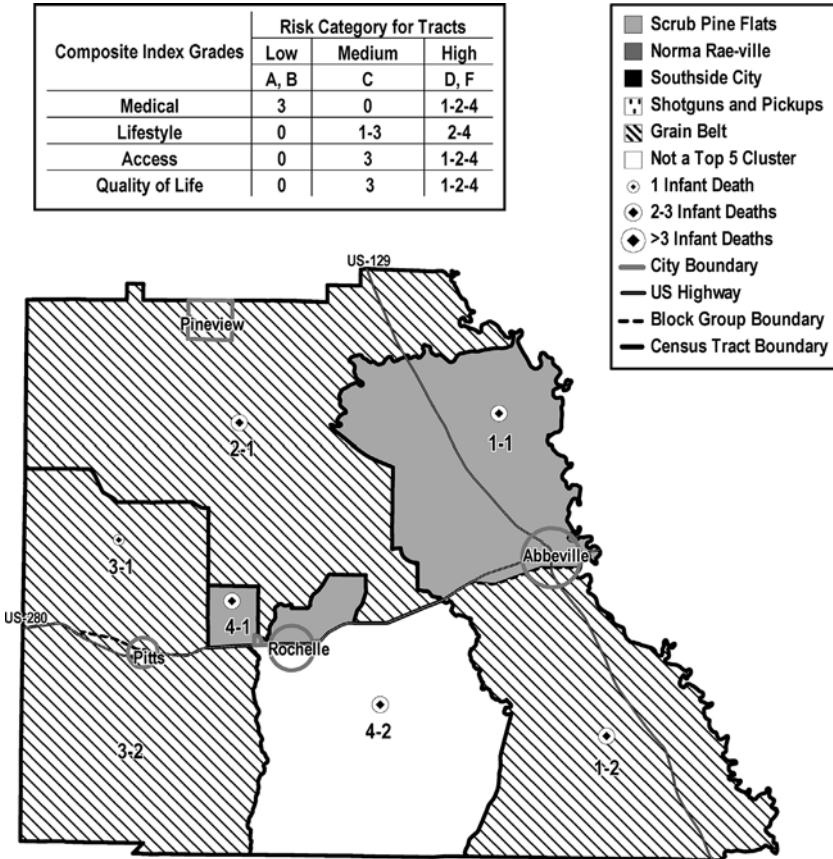 Composite Index Grades
Risk Category for Tracts
Low Medium High
A, B C D, F
Medical 3 0 1-2-4
Lifestyle 0 1-3 2-4
Access 0 3 1-2-4
Quality of Life 0 3 1-2-4
Scrub Pine Flats
Norma Rae-ville
Southside City
Shotguns and Pickups
Grain Belt
Not a Top 5 Cluster
1 Infant Death
2-3 Infant Deaths
>3 Infant Deaths
City Boundary
US Highway
Block Group Boundary
Census Tract Boundary
US-129
Pineview
2-1
1-1
3-1
Abbeville
US-280
4-1
Pitts
Rochelle
4-2
3-2
1-2